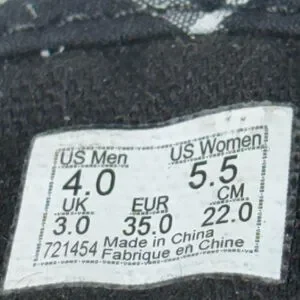 US Men US Women
4.0 5.5
UK EUR CM
3.0 35.0 22.0
721454 Made in China
Fabrique en Chine